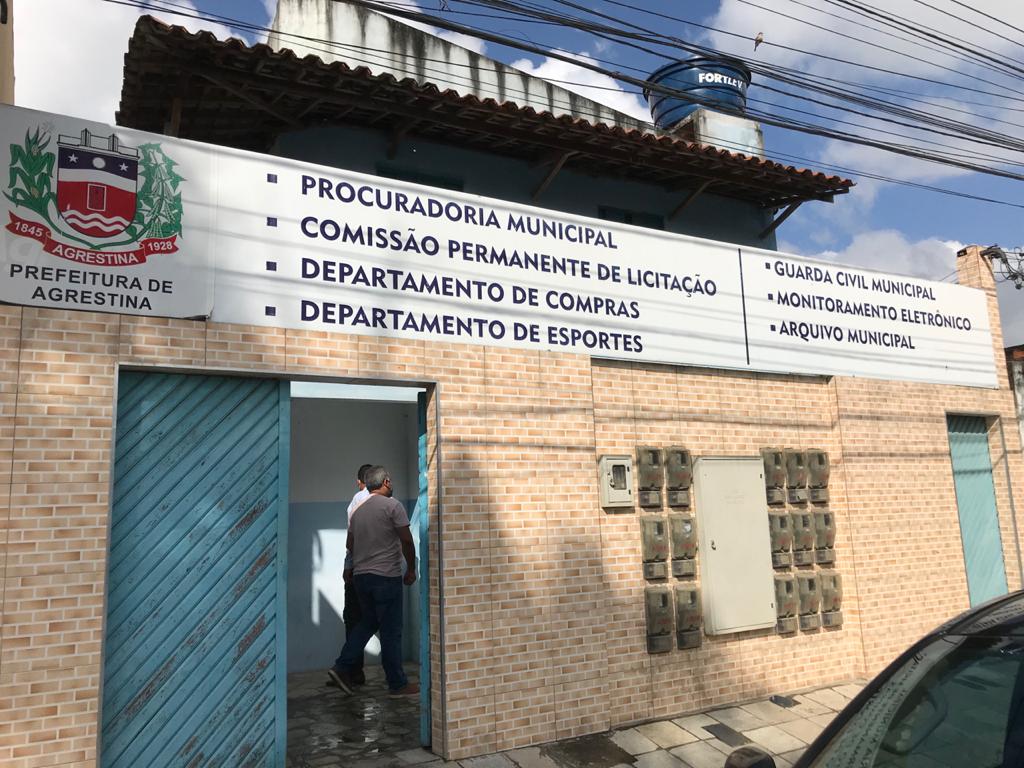 1845 AGRESTINA 1928
PREFEITURA DE
AGRESTINA
▪ PROCURADORIA MUNICIPAL
▪ COMISSÃO PERMANENTE DE LICITAÇÃO
▪ DEPARTAMENTO DE COMPRAS
▪ DEPARTAMENTO DE ESPORTES
▪ GUARDA CIVIL MUNICIPAL
▪ MONITORAMENTO ELETRÔNICO
▪ ARQUIVO MUNICIPAL
FORTLEV